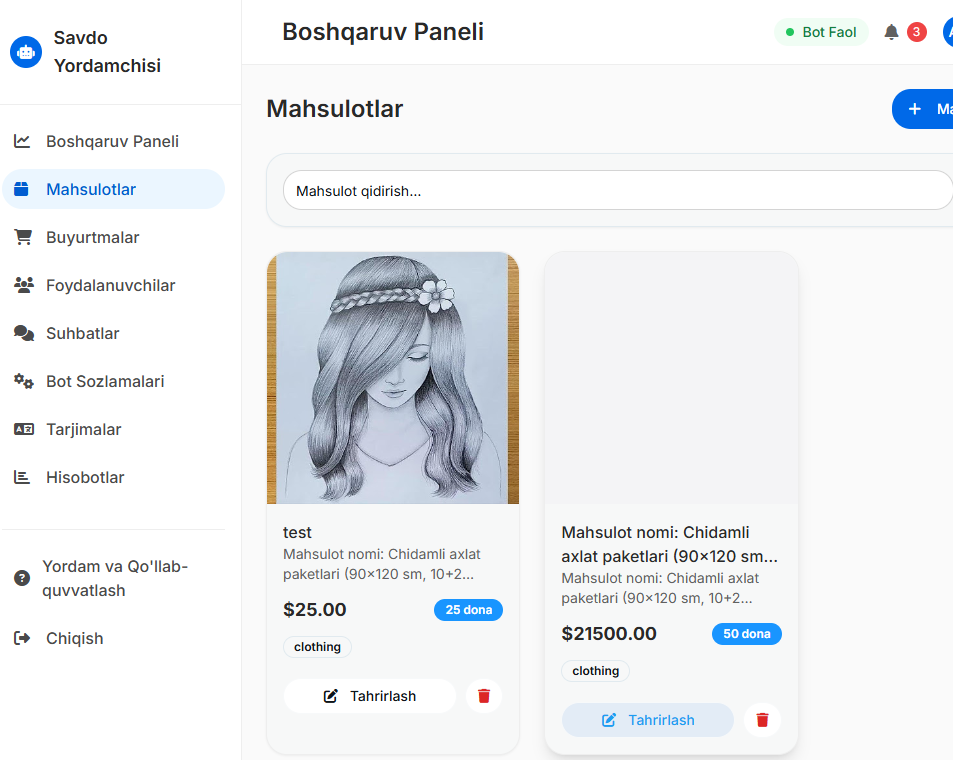 Savdo
Yordamchisi
Boshqaruv Paneli
Mahsulotlar
Buyurtmalar
Foydalanuvchilar
Suhbatlar
Bot Sozlamalari
Tarjimalar
Hisobotlar
Yordam va Qo'llab-
quvvatlash
Chiqish
Boshqaruv Paneli
Bot Faol
3
Mahsulotlar
Mahsulot qidirish...
test
Mahsulot nomi: Chidamli axlat
paketlari (90×120 sm, 10+2...
$25.00
25 dona
clothing
Tahrirlash
Mahsulot nomi: Chidamli
axlat paketlari (90×120 sm...
Mahsulot nomi: Chidamli axlat
paketlari (90×120 sm, 10+2...
$21500.00
50 dona
clothing
Tahrirlash